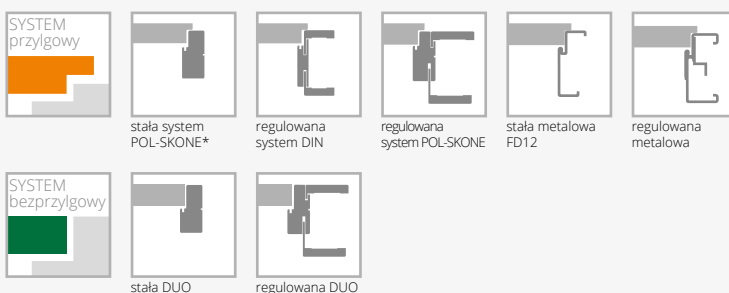 SYSTEM
przylgowy
stała system
POL-SKONE*
regulowana
system DIN
regulowana
system POL-SKONE
stała metalowa
FD12
regulowana
metalowa
SYSTEM
bezprzylgowy
stała DUO
regulowana DUO